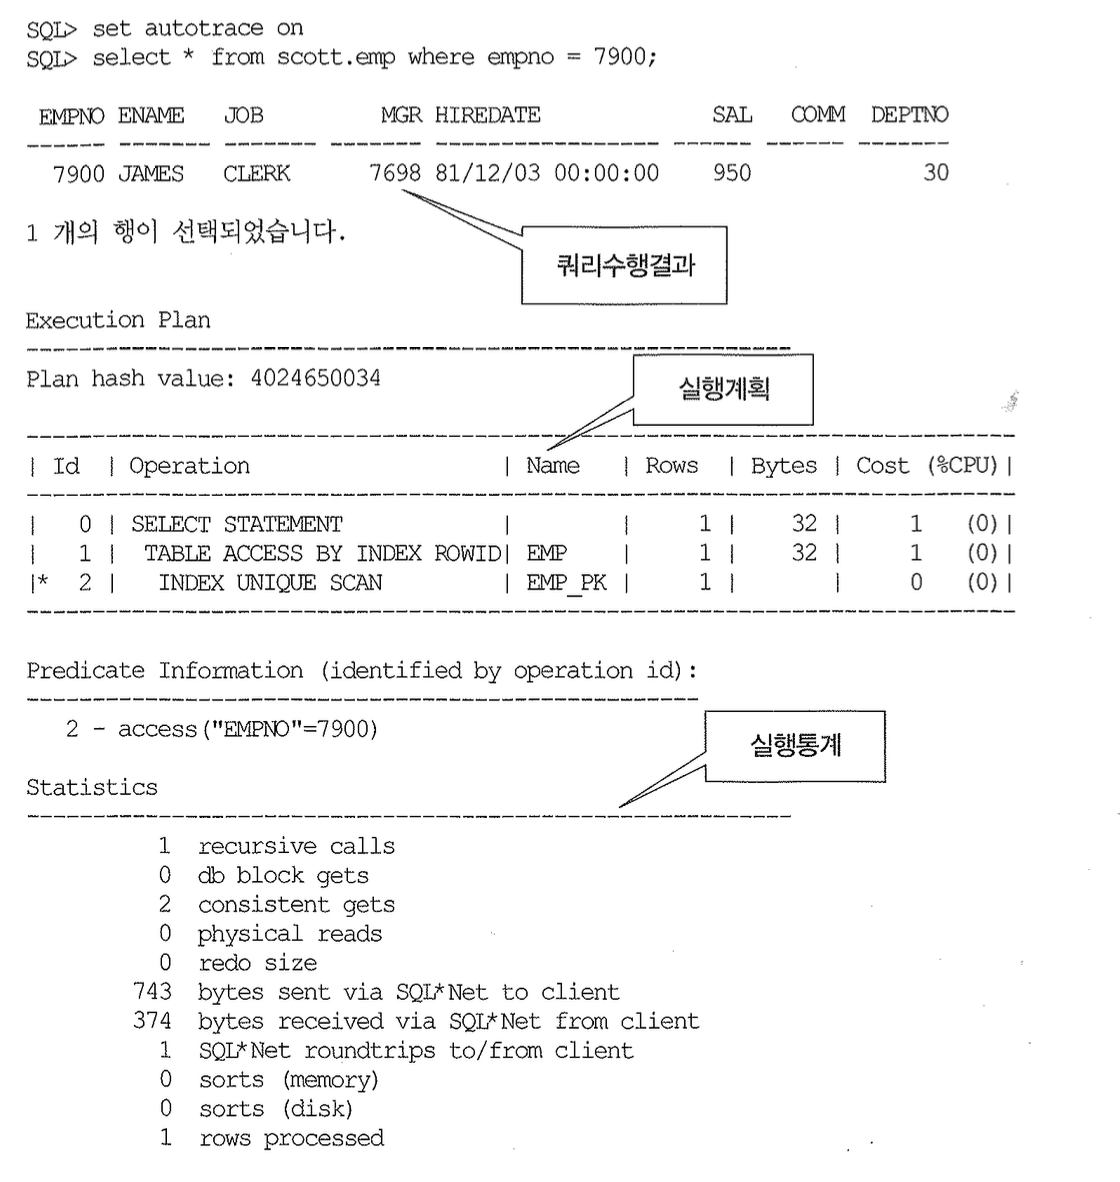 SQL> set autotrace on
SQL> select * from scott.emp where empno = 7900;
EMPNO ENAME JOB MGR HIREDATE SAL COMM DEPTNO
------ ------- ------- ------- ----------------- ------ ------ -------
7900 JAMES CLERK 7698 81/12/03 00:00:00 950 30
1 개의 행이 선택되었습니다.
쿼리수행결과
Execution Plan
----------------------------------------------------------
Plan hash value: 4024650034
실행계획
---------------------------------------------------------------------------
| Id | Operation | Name | Rows | Bytes | Cost (%CPU)|
---------------------------------------------------------------------------
| 0 | SELECT STATEMENT | | 1 | 32 | 1 (0)|
| 1 | TABLE ACCESS BY INDEX ROWID| EMP | 1 | 32 | 1 (0)|
|* 2 | INDEX UNIQUE SCAN | EMP_PK | 1 | | 0 (0)|
---------------------------------------------------------------------------
Predicate Information (identified by operation id):
---------------------------------------------------
2 - access("EMPNO"=7900)
실행통계
Statistics
----------------------------------------------------------
1 recursive calls
0 db block gets
2 consistent gets
0 physical reads
0 redo size
743 bytes sent via SQL*Net to client
374 bytes received via SQL*Net from client
1 SQL*Net roundtrips to/from client
0 sorts (memory)
0 sorts (disk)
1 rows processed